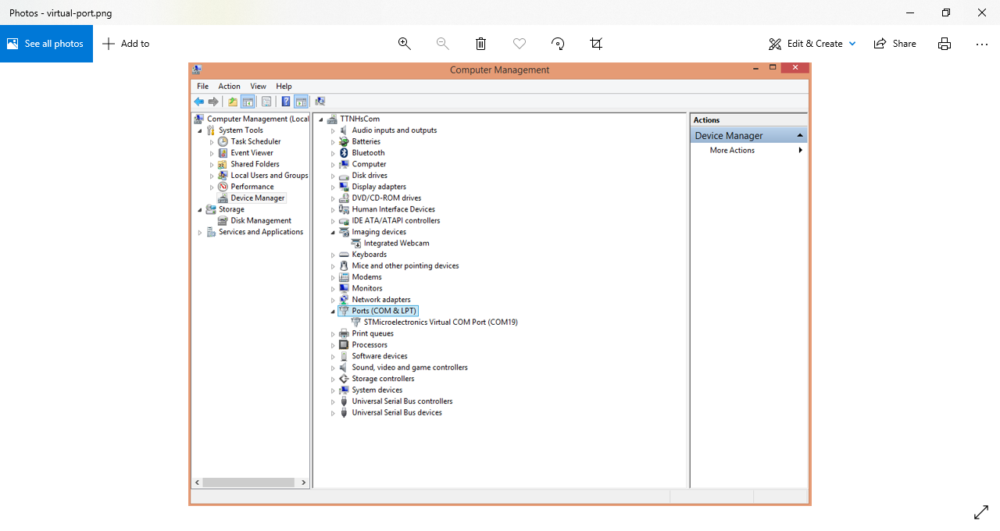 Photos - virtual-port.png
See all photos
Add to
Edit & Create
Share
Computer Management
File Action View Help
Computer Management (Local
System Tools
Task Scheduler
Event Viewer
Shared Folders
Local Users and Groups
Performance
Device Manager
Storage
Disk Management
Services and Applications
TTNHsCom
Audio inputs and outputs
Batteries
Bluetooth
Computer
Disk drives
Display adapters
DVD/CD-ROM drives
Human Interface Devices
IDE ATA/ATAPI controllers
Imaging devices
Integrated Webcam
Keyboards
Mice and other pointing devices
Modems
Monitors
Network adapters
Ports (COM & LPT)
STMicroelectronics Virtual COM Port (COM19)
Print queues
Processors
Software devices
Sound, video and game controllers
Storage controllers
System devices
Universal Serial Bus controllers
Universal Serial Bus devices
Actions
Device Manager
More Actions